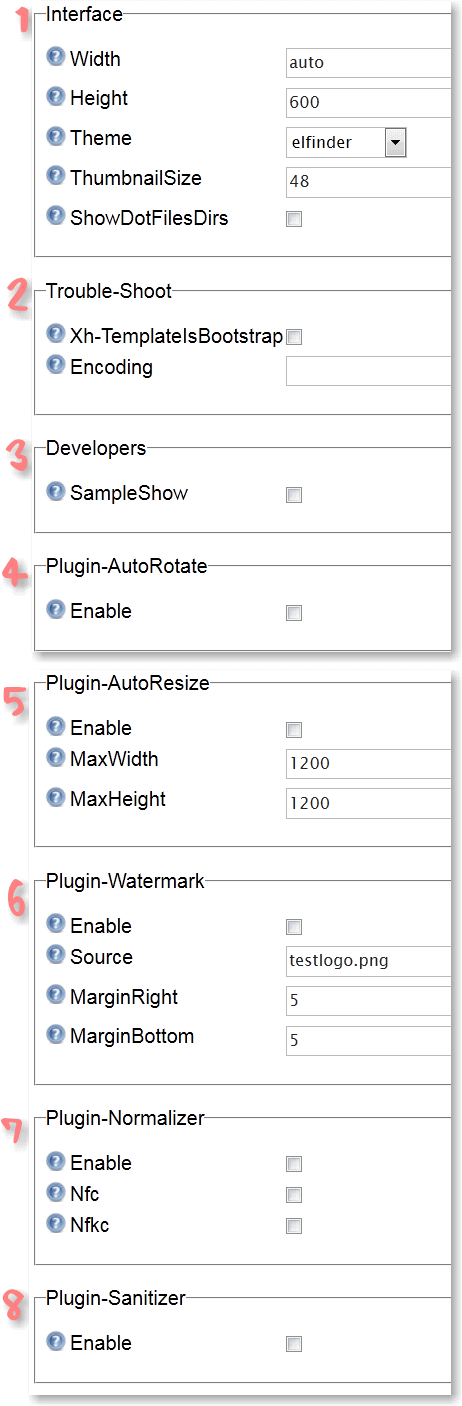 1 Interface
? Width auto
? Height 600
? Theme elfinder
? ThumbnailSize 48
? ShowDotFilesDirs
2 Trouble-Shoot
? Xh-TemplateIsBootstrap
? Encoding
3 Developers
? SampleShow
4 Plugin-AutoRotate
? Enable
5 Plugin-AutoResize
? Enable
? MaxWidth 1200
? MaxHeight 1200
6 Plugin-Watermark
? Enable
? Source testlogo.png
? MarginRight 5
? MarginBottom 5
7 Plugin-Normalizer
? Enable
? Nfc
? Nfkc
8 Plugin-Sanitizer
? Enable